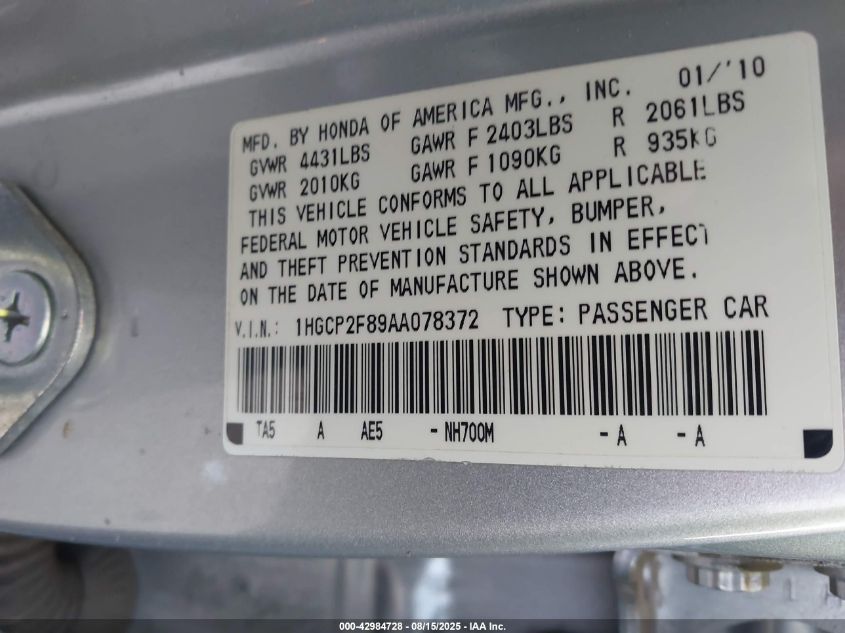 MFD. BY HONDA OF AMERICA MFG., INC. 01/'10
GVWR 4431LBS GAWR F 2403LBS R 2061LBS
GVWR 2010KG GAWR F 1090KG R 935KG
THIS VEHICLE CONFORMS TO ALL APPLICABLE
FEDERAL MOTOR VEHICLE SAFETY, BUMPER,
AND THEFT PREVENTION STANDARDS IN EFFECT
ON THE DATE OF MANUFACTURE SHOWN ABOVE.
V.I.N.: 1HGCP2F89AA078372 TYPE: PASSENGER CAR
TA5 A AE5 -NH700M -A -A
000-42984728 - 08/15/2025 - IAA Inc.